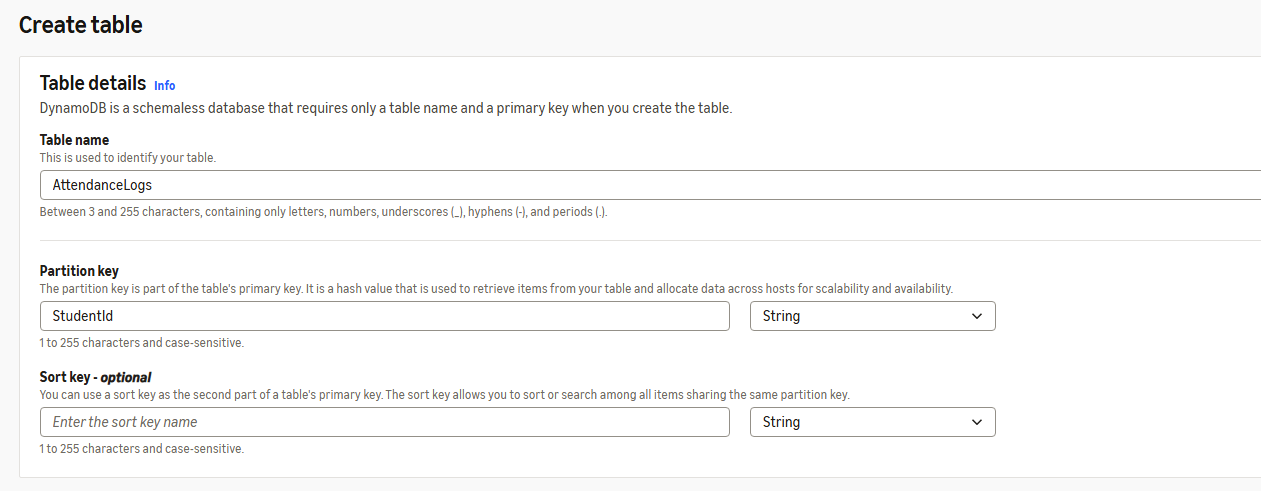 Create table
Table details Info
DynamoDB is a schemaless database that requires only a table name and a primary key when you create the table.
Table name
This is used to identify your table.
AttendanceLogs
Between 3 and 255 characters, containing only letters, numbers, underscores (_), hyphens (-), and periods (.).
Partition key
The partition key is part of the table's primary key. It is a hash value that is used to retrieve items from your table and allocate data across hosts for scalability and availability.
StudentId String
1 to 255 characters and case-sensitive.
Sort key - optional
You can use a sort key as the second part of a table's primary key. The sort key allows you to sort or search among all items sharing the same partition key.
Enter the sort key name String
1 to 255 characters and case-sensitive.